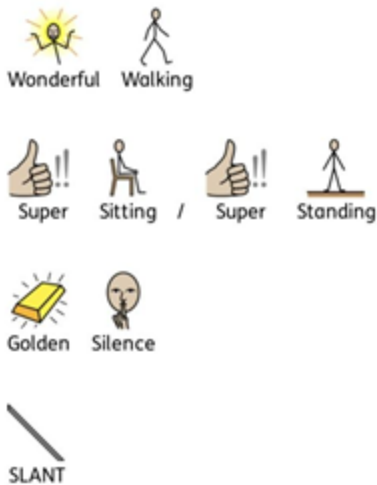 Wonderful Walking
Super Sitting / Super Standing
Golden Silence
SLANT